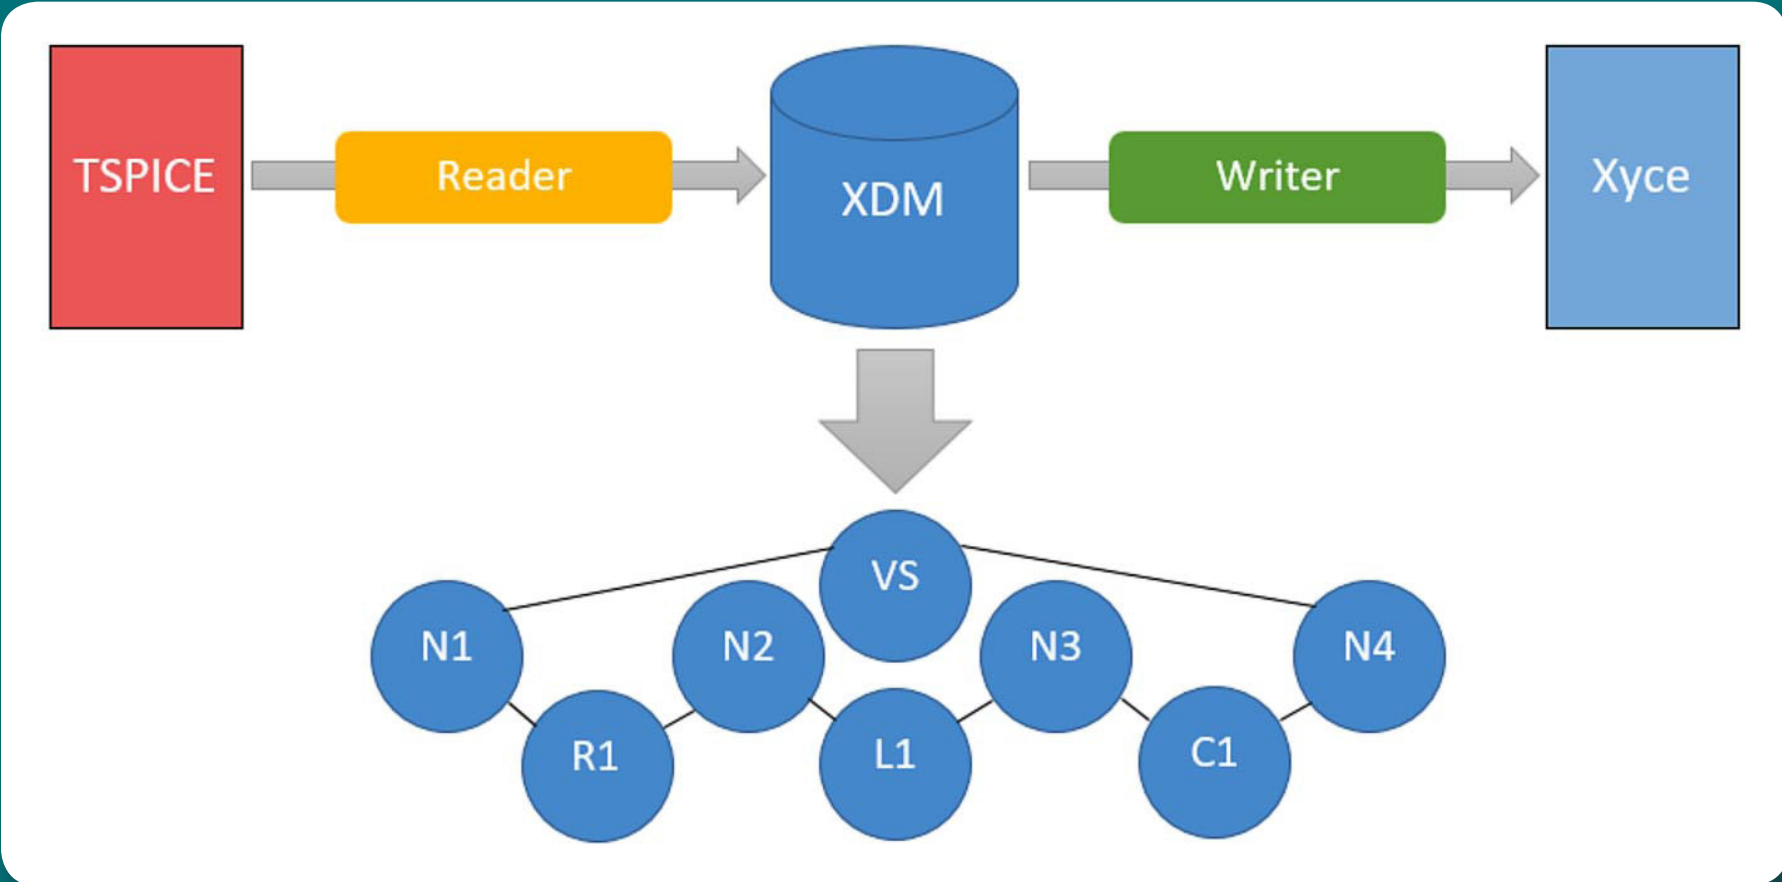 TSPICE
Reader
XDM
Writer
Xyce
VS
N1
N2
N3
N4
R1
L1
C1